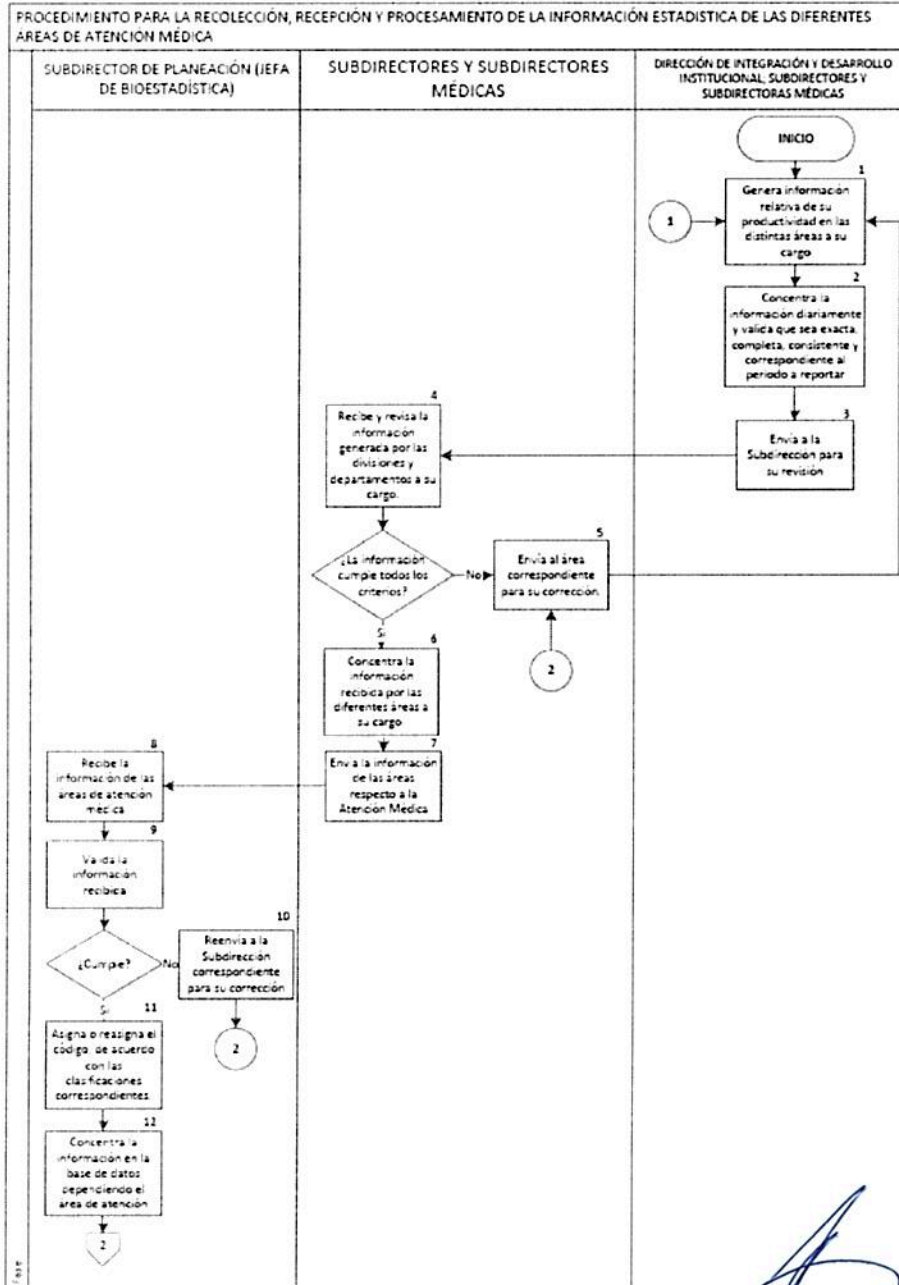 PROCEDIMIENTO PARA LA RECOLECCIÓN, RECEPCIÓN Y PROCESAMIENTO DE LA INFORMACIÓN ESTADISTICA DE LAS DIFERENTES
ÁREAS DE ATENCIÓN MÉDICA
SUBDIRECTOR DE PLANEACIÓN (JEFA
DE BIOESTADÍSTICA)
SUBDIRECTORES Y SUBDIRECTORES
MÉDICAS
DIRECCIÓN DE INTEGRACIÓN Y DESARROLLO
INSTITUCIONAL; SUBDIRECTORES Y
SUBDIRECTORAS MÉDICAS
INICIO
1
Genera información
relativa de su
productividad en las
distintas áreas a su
cargo
1
2
Concentra la
información diariamente
y valida que sea exacta,
completa, consistente y
correspondiente al
periodo a reportar
3
Envía a la
Subdirección para
su revisión
4
Recibe y revisa la
información
generada por las
divisiones y
departamentos a su
cargo.
¿La información
cumple todos los
criterios?
No
5
Envía al área
correspondiente
para su corrección.
2
Si
6
Concentra la
información
recibida por las
diferentes áreas a
su cargo
7
Envía la información
de las áreas
respecto a la
Atención Médica
8
Recibe la
información de las
áreas de atención
médica
9
Valida la
información
recibida
¿Cumple?
No
10
Reenvía a la
Subdirección
correspondiente
para su corrección
2
Si
11
Asigna o reasigna el
código, de acuerdo
con las
clasificaciones
correspondientes
12
Concentra la
información en la
base de datos
dependiendo el
área de atención
2
Fase